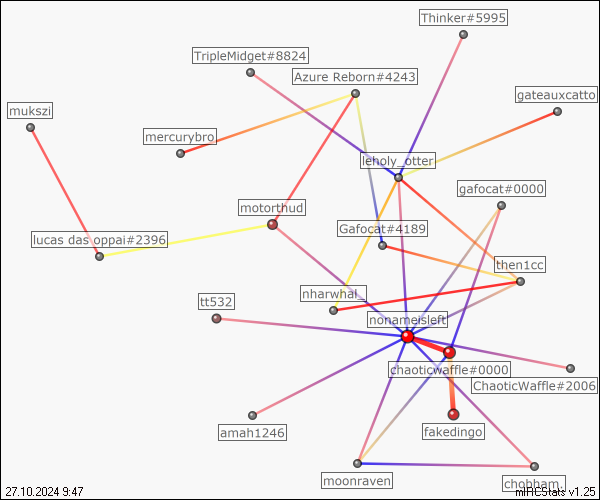 Thinker#5995
TripleMidget#8824
Azure Reborn#4243
gateauxcatto
mukszi
mercurybro
leholy_otter
gafocat#0000
motorthud
Gafocat#4189
lucas das oppai#2396
then1cc
nharwhal_
tt532
nonameisleft
chaoticwaffle#0000
ChaoticWaffle#2006
amah1246
fakedingo
moonraven
chobham.
27.10.2024 9:47
mIRCStats v1.25